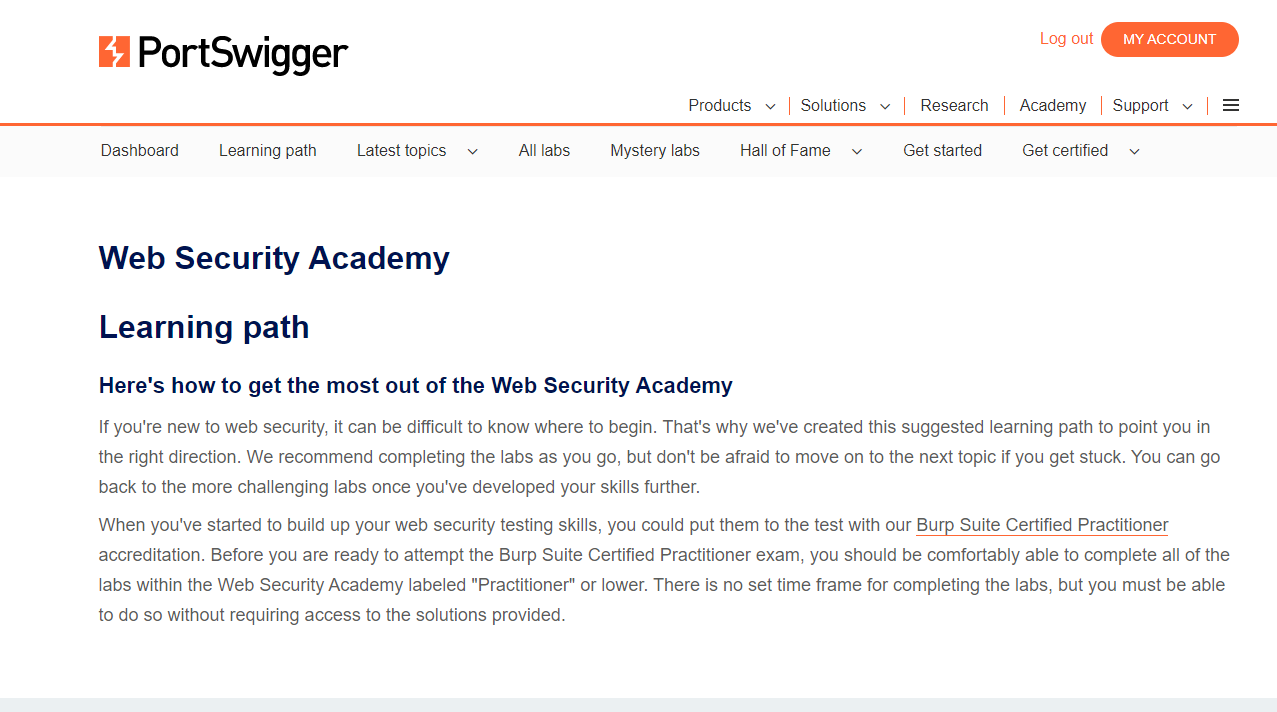 PortSwigger
Log out
MY ACCOUNT
Products
Solutions
Research
Academy
Support
Dashboard
Learning path
Latest topics
All labs
Mystery labs
Hall of Fame
Get started
Get certified
Web Security Academy
Learning path
Here's how to get the most out of the Web Security Academy
If you're new to web security, it can be difficult to know where to begin. That's why we've created this suggested learning path to point you in
the right direction. We recommend completing the labs as you go, but don't be afraid to move on to the next topic if you get stuck. You can go
back to the more challenging labs once you've developed your skills further.
When you've started to build up your web security testing skills, you could put them to the test with our Burp Suite Certified Practitioner
accreditation. Before you are ready to attempt the Burp Suite Certified Practitioner exam, you should be comfortably able to complete all of the
labs within the Web Security Academy labeled "Practitioner" or lower. There is no set time frame for completing the labs, but you must be able
to do so without requiring access to the solutions provided.